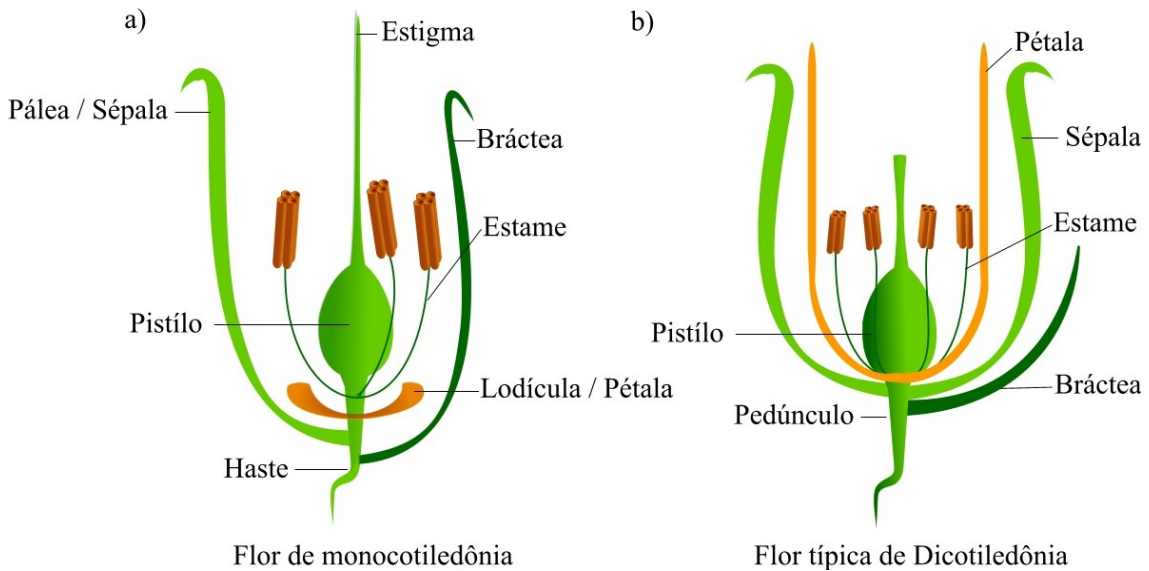 a)
Estigma
Pálea / Sépala
Bráctea
Estame
Pistílo
Lodícula / Pétala
Haste
Flor de monocotiledônia
b)
Pétala
Sépala
Estame
Pistílo
Bráctea
Pedúnculo
Flor típica de Dicotiledônia